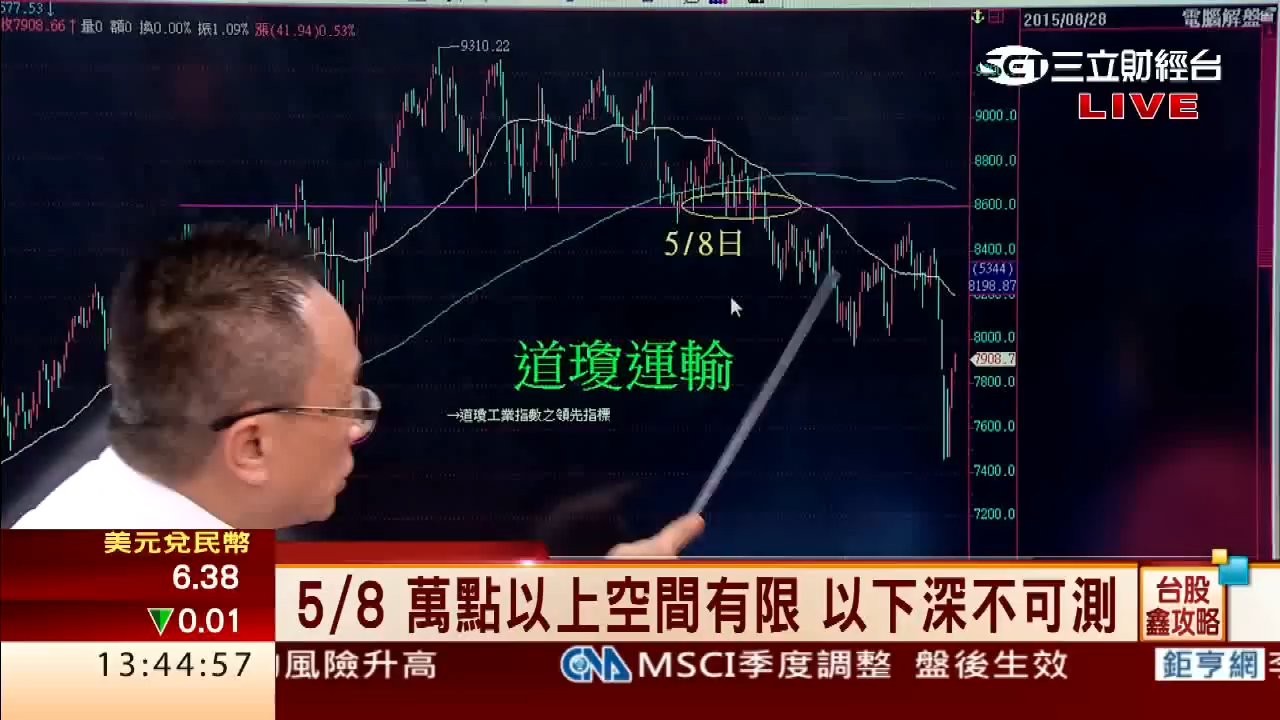 577.53↓
收7908.66↑量0 額0 換0.00% 振1.09% 漲(41.94)0.53%
2015/08/28
電腦解盤
9310.22
三立財經台
LIVE
9000.0
8800.0
8600.0
8400.0
(5344)
8198.87
8000.0
7908.7
7800.0
7600.0
7400.0
7200.0
5/8日
道瓊運輸
→道瓊工業指數之領先指標
美元兌民幣
6.38
▼0.01
5/8 萬點以上空間有限 以下深不可測
台股
鑫攻略
13:44:57
風險升高
CNA MSCI季度調整 盤後生效
鉅亨網